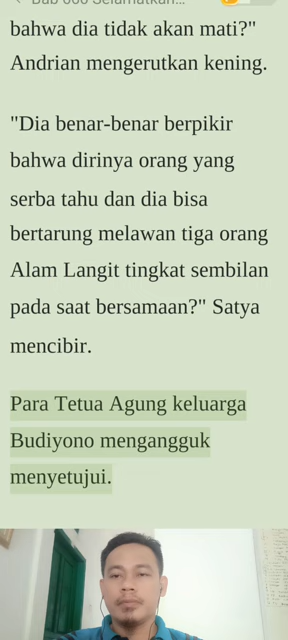 bahwa dia tidak akan mati?"
Andrian mengerutkan kening.
"Dia benar-benar berpikir
bahwa dirinya orang yang
serba tahu dan dia bisa
bertarung melawan tiga orang
Alam Langit tingkat sembilan
pada saat bersamaan?" Satya
mencibir.
Para Tetua Agung keluarga
Budiyono mengangguk
menyetujui.